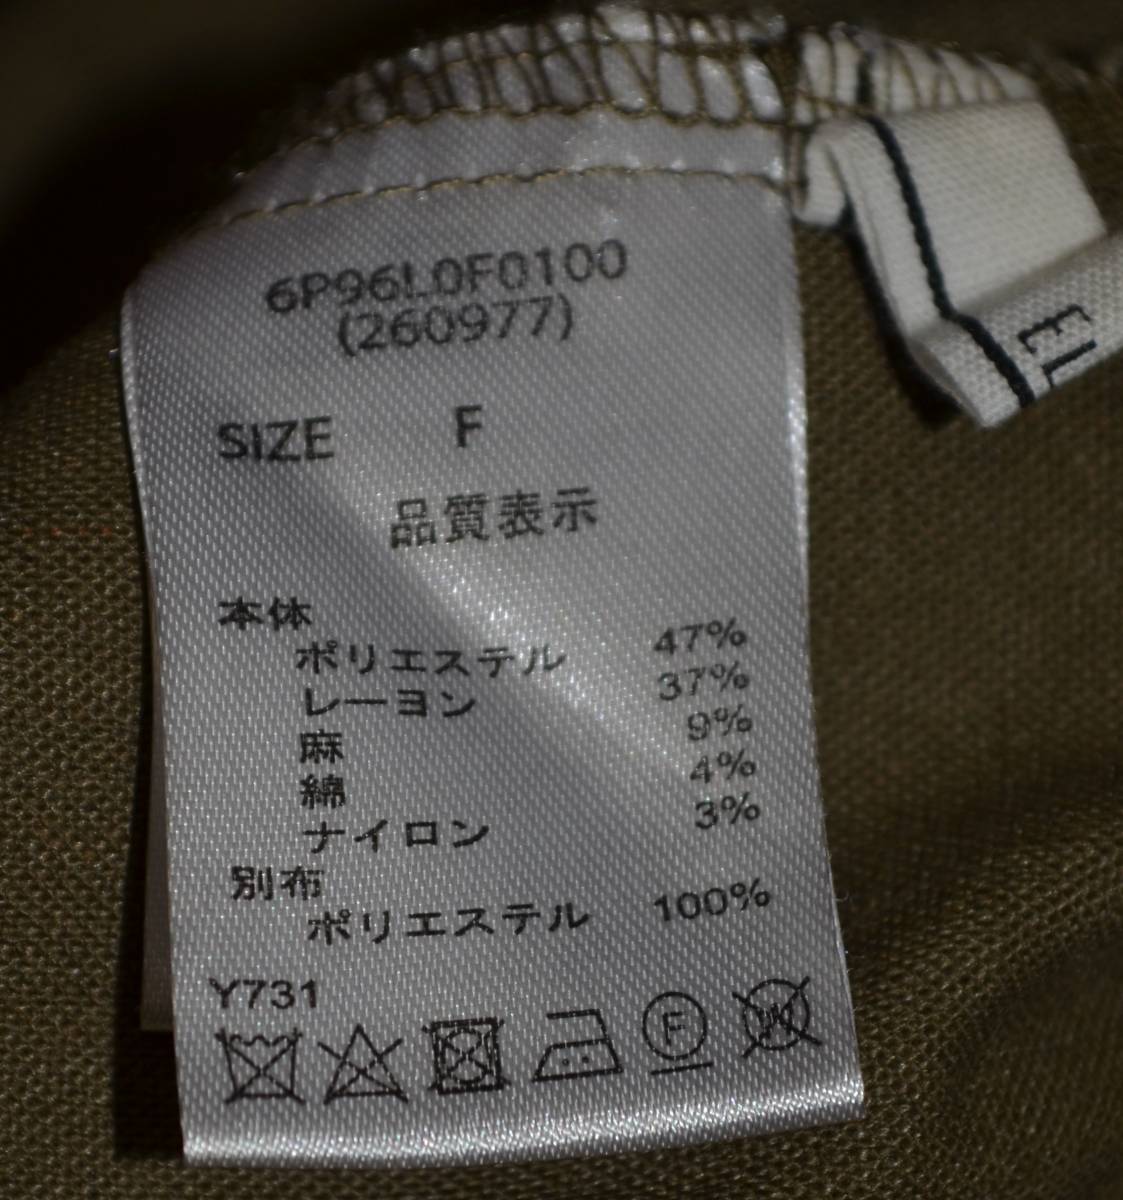 6P96L0F0100
(260977)
SIZE F
品質表示
本体
ポリエステル 47%
レーヨン 37%
麻 9%
綿 4%
ナイロン 3%
別布
ポリエステル 100%
Y731
F
W
EL